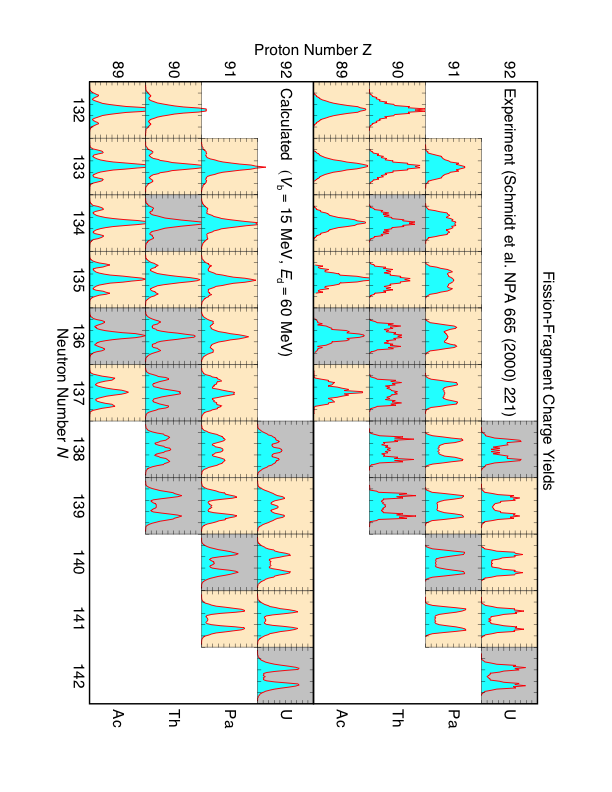 Fission-Fragment Charge Yields
Experiment (Schmidt et al. NPA 665 (2000) 221)
92
91
90
89
U
Pa
Th
Ac
Proton Number Z
Calculated (Vb = 15 MeV, Ed = 60 MeV)
92
91
90
89
U
Pa
Th
Ac
132 133 134 135 136 137 138 139 140 141 142
Neutron Number N